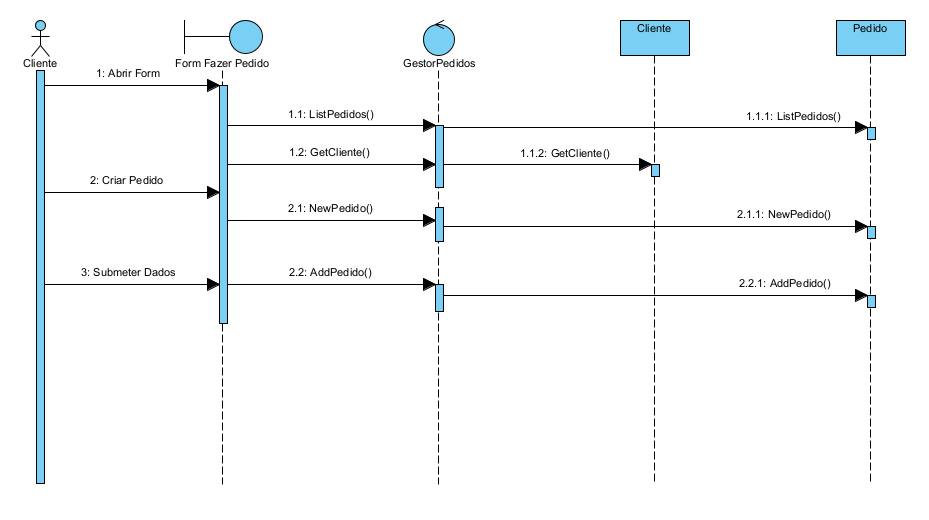 Cliente
Form Fazer Pedido
GestorPedidos
Cliente
Pedido
1: Abrir Form
1.1: ListPedidos()
1.1.1: ListPedidos()
1.2: GetCliente()
1.1.2: GetCliente()
2: Criar Pedido
2.1: NewPedido()
2.1.1: NewPedido()
3: Submeter Dados
2.2: AddPedido()
2.2.1: AddPedido()